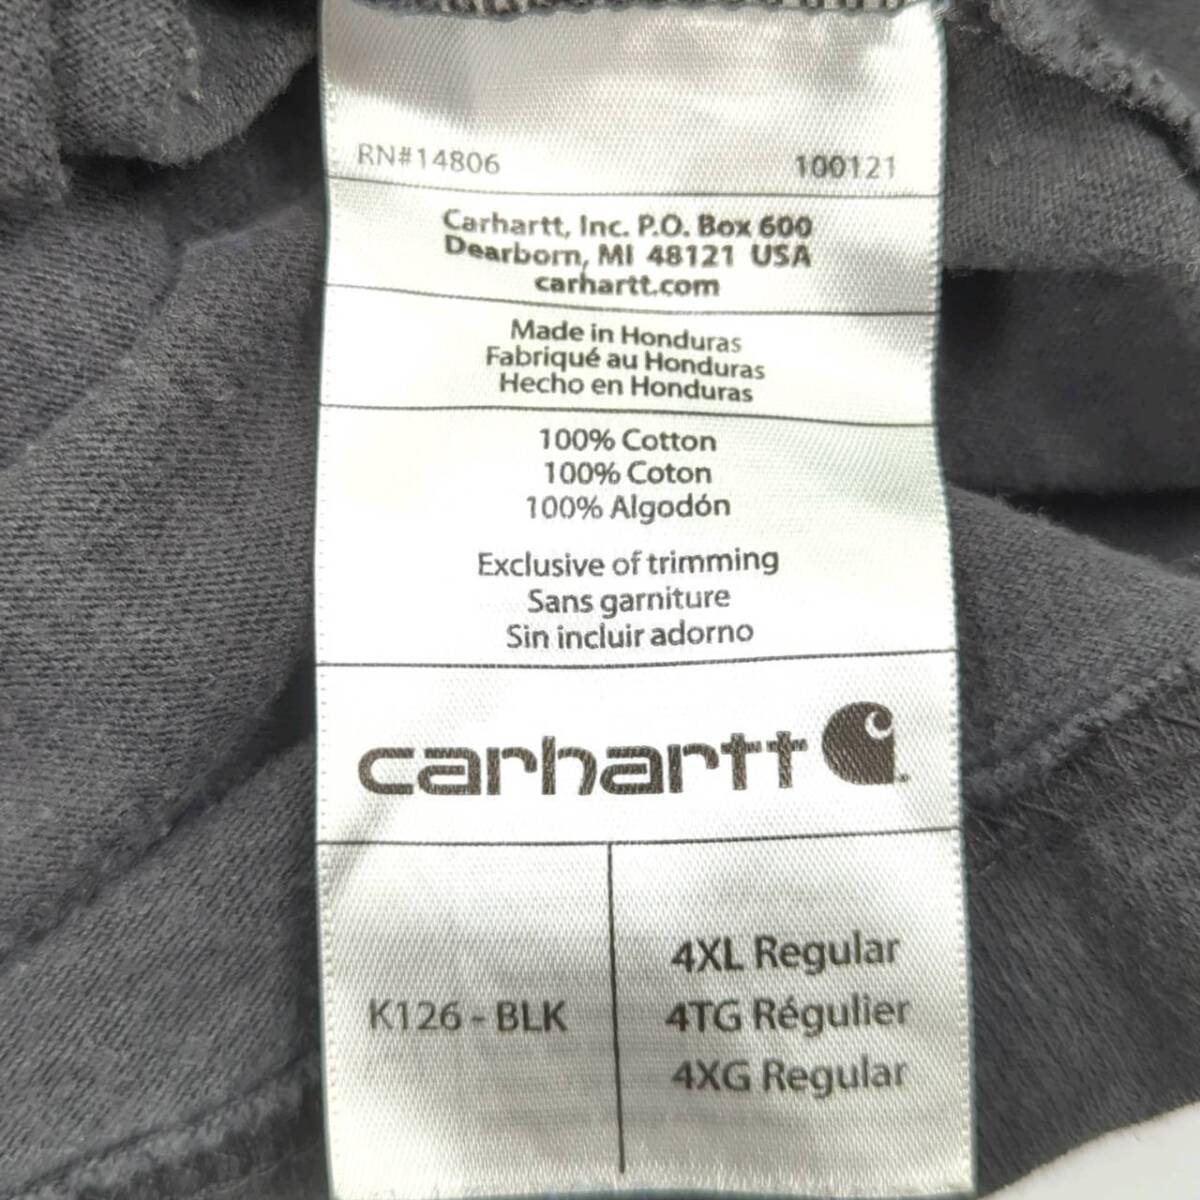 RN#14806 100121
Carhartt, Inc. P.O. Box 600
Dearborn, MI 48121 USA
carhartt.com
Made in Honduras
Fabriqué au Honduras
Hecho en Honduras
100% Cotton
100% Coton
100% Algodón
Exclusive of trimming
Sans garniture
Sin incluir adorno
carhartt
K126 - BLK
4XL Regular
4TG Régulier
4XG Regular